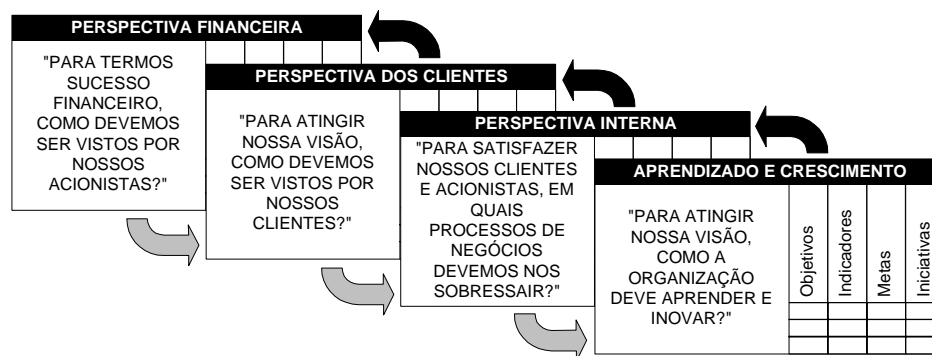 PERSPECTIVA FINANCEIRA
"PARA TERMOS
SUCESSO
FINANCEIRO,
COMO DEVEMOS
SER VISTOS POR
NOSSOS
ACIONISTAS?"
PERSPECTIVA DOS CLIENTES
"PARA ATINGIR
NOSSA VISÃO,
COMO DEVEMOS
SER VISTOS POR
NOSSOS
CLIENTES?"
PERSPECTIVA INTERNA
"PARA SATISFAZER
NOSSOS CLIENTES
E ACIONISTAS, EM
QUAIS
PROCESSOS DE
NEGÓCIOS
DEVEMOS NOS
SOBRESSAIR?"
APRENDIZADO E CRESCIMENTO
"PARA ATINGIR
NOSSA VISÃO,
COMO A
ORGANIZAÇÃO
DEVE APRENDER E
INOVAR?"
Objetivos
Indicadores
Metas
Iniciativas